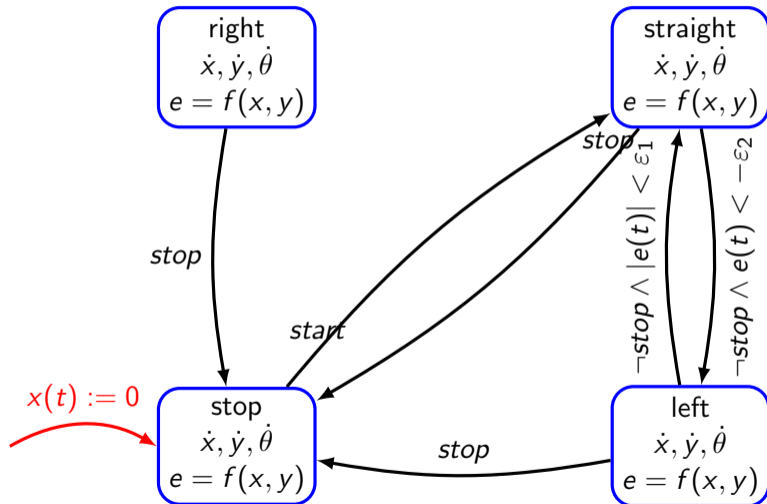 right
ẋ, ẏ, θ̇
e = f(x, y)
straight
ẋ, ẏ, θ̇
e = f(x, y)
stop
¬stop ∧ |e(t)| < ε₁
¬stop ∧ e(t) < −ε₂
stop
start
x(t) := 0
stop
ẋ, ẏ, θ̇
e = f(x, y)
stop
left
ẋ, ẏ, θ̇
e = f(x, y)